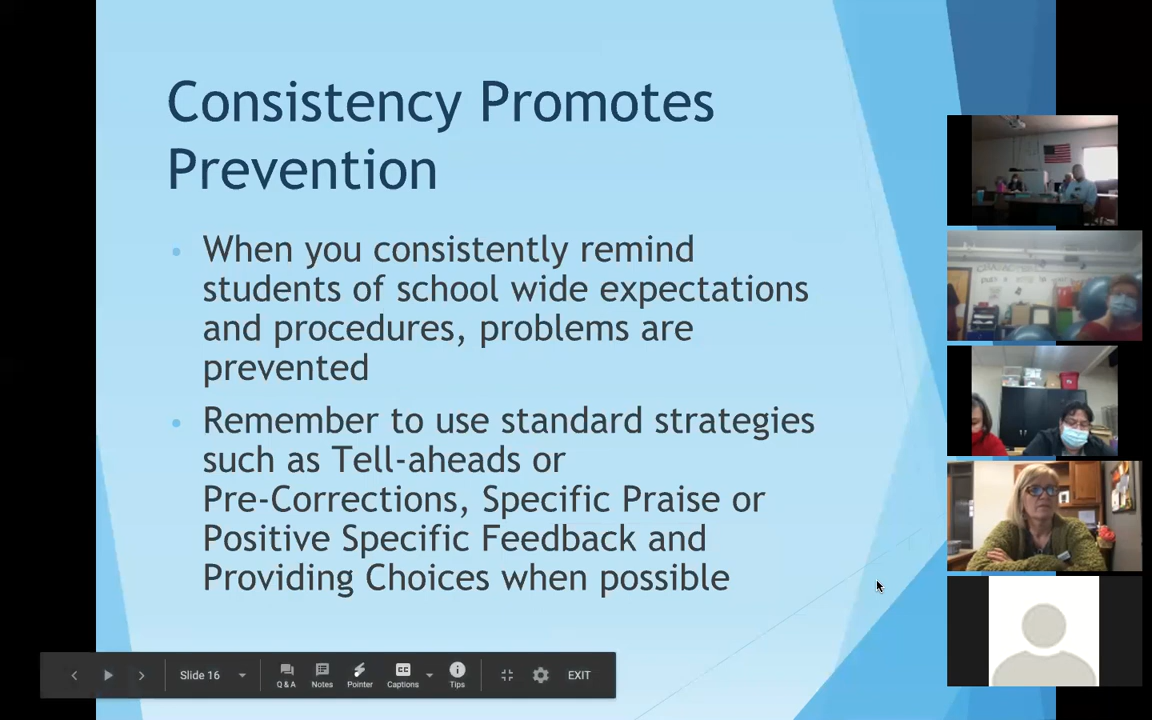 Consistency Promotes
Prevention
• When you consistently remind
students of school wide expectations
and procedures, problems are
prevented
• Remember to use standard strategies
such as Tell-aheads or
Pre-Corrections, Specific Praise or
Positive Specific Feedback and
Providing Choices when possible
Slide 16
Q & A
Notes
Pointer
Captions
Tips
EXIT